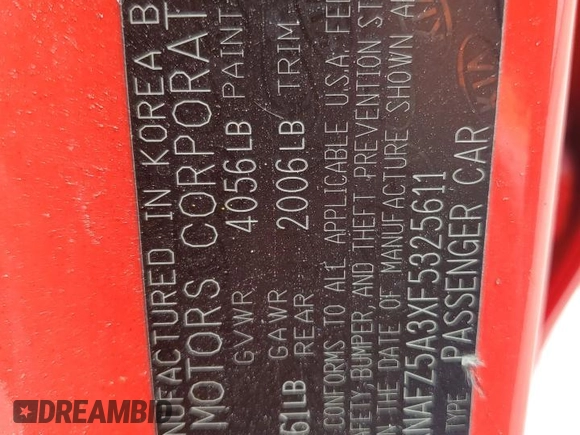 NUFACTURED IN KOREA B
MOTORS CORPORAT
GVWR 4056LB PAINT
GAWR
61LB REAR 2006LB TRIM
CONFORMS TO ALL APPLICABLE U.S.A. FE
AFETY, BUMPER, AND THEFT PREVENTION ST
THE DATE OF MANUFACTURE SHOWN A
NAFZ5A3XF5325611
TYPE PASSENGER CAR
KIA
DREAMBID